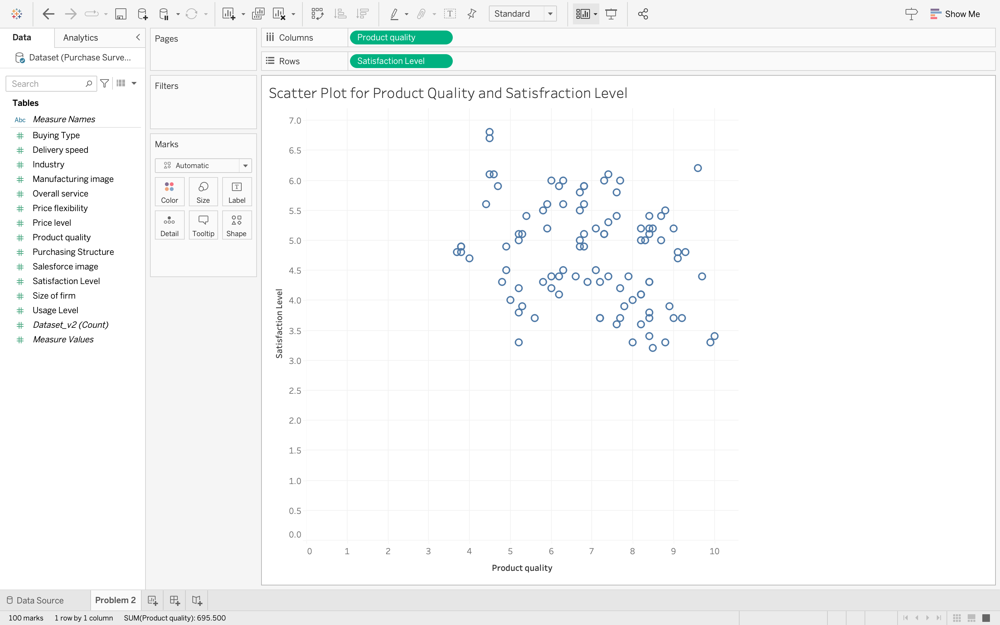 Standard
Show Me
Data
Analytics
Dataset (Purchase Surve...
Search
Tables
Abc Measure Names
Buying Type
Delivery speed
Industry
Manufacturing image
Overall service
Price flexibility
Price level
Product quality
Purchasing Structure
Salesforce image
Satisfaction Level
Size of firm
Usage Level
Dataset_v2 (Count)
Measure Values
Pages
Filters
Marks
Automatic
Color
Size
Label
Detail
Tooltip
Shape
Columns
Product quality
Rows
Satisfaction Level
Scatter Plot for Product Quality and Satisfraction Level
7.0
6.5
6.0
5.5
5.0
4.5
4.0
3.5
3.0
2.5
2.0
1.5
1.0
0.5
0.0
Satisfaction Level
0 1 2 3 4 5 6 7 8 9 10
Product quality
Data Source
Problem 2
100 marks 1 row by 1 column SUM(Product quality): 695.500